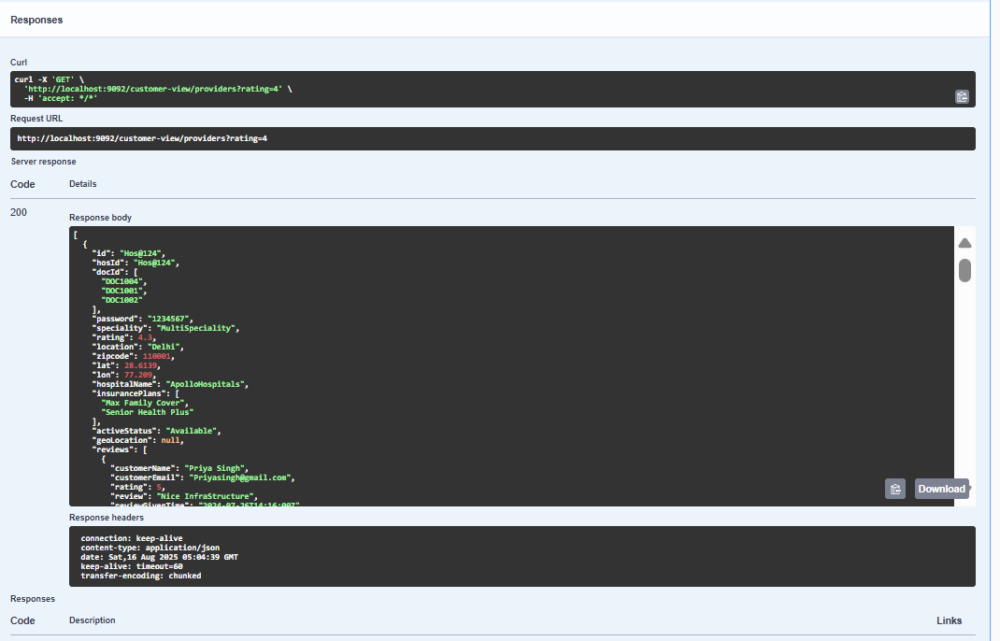 Responses
Curl
curl -X 'GET' \
'http://localhost:9092/customer-view/providers?rating=4' \
-H 'accept: */*'
Request URL
http://localhost:9092/customer-view/providers?rating=4
Server response
Code Details
200
Response body
[
{
"id": "Hos@124",
"hosId": "Hos@124",
"docId": [
"DOC1004",
"DOC1001",
"DOC1002"
],
"password": "1234567",
"speciality": "MultiSpeciality",
"rating": 4.3,
"location": "Delhi",
"zipcode": 110001,
"lat": 28.6139,
"lon": 77.209,
"hospitalName": "ApolloHospitals",
"insurancePlans": [
"Max Family Cover",
"Senior Health Plus"
],
"activeStatus": "Available",
"geoLocation": null,
"reviews": [
{
"customerName": "Priya Singh",
"customerEmail": "Priyasingh@gmail.com",
"rating": 5,
"review": "Nice InfraStructure",
"reviewGivenTime": "2024-07-26T14:16:00Z"
Download
Response headers
connection: keep-alive
content-type: application/json
date: Sat,16 Aug 2025 05:04:39 GMT
keep-alive: timeout=60
transfer-encoding: chunked
Responses
Code Description Links